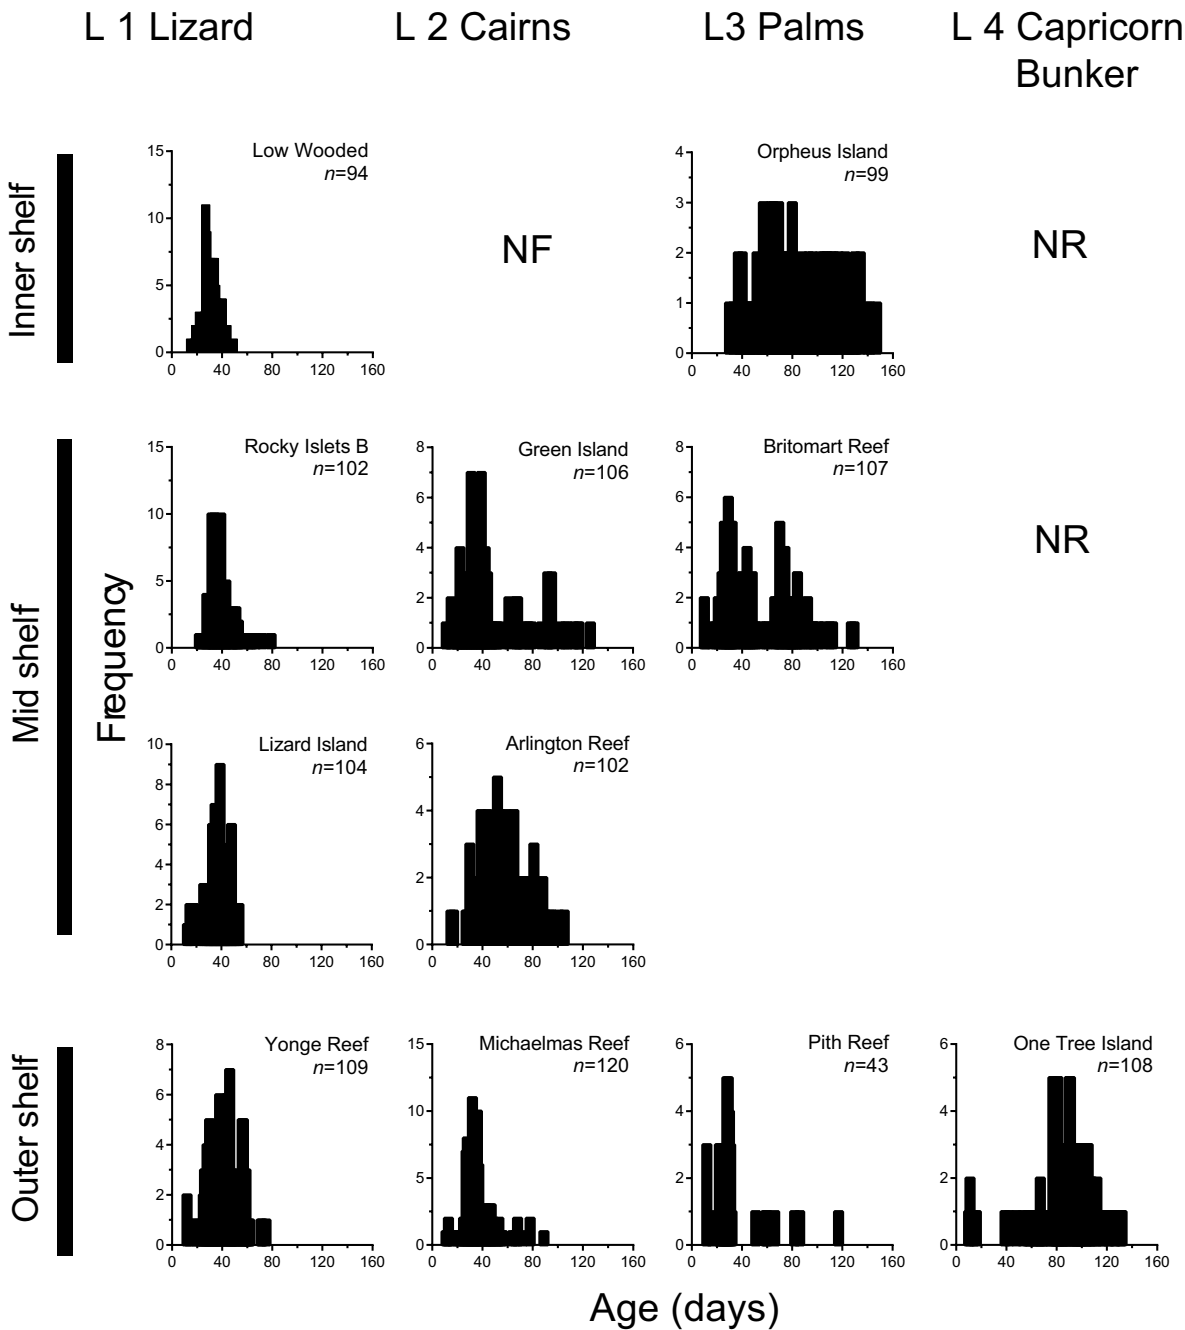 L 1 Lizard
L 2 Cairns
L3 Palms
L 4 Capricorn
Bunker
Inner shelf
Low Wooded
n=94
15
10
5
0
0 40 80 120 160
NF
Orpheus Island
n=99
4
3
2
1
0
0 40 80 120 160
NR
Mid shelf
Frequency
Rocky Islets B
n=102
15
10
5
0
0 40 80 120 160
Green Island
n=106
8
6
4
2
0
0 40 80 120 160
Britomart Reef
n=107
8
6
4
2
0
0 40 80 120 160
NR
Lizard Island
n=104
10
8
6
4
2
0
0 40 80 120 160
Arlington Reef
n=102
6
4
2
0
0 40 80 120 160
Outer shelf
Yonge Reef
n=109
8
6
4
2
0
0 40 80 120 160
Michaelmas Reef
n=120
15
10
5
0
0 40 80 120 160
Pith Reef
n=43
6
4
2
0
0 40 80 120 160
One Tree Island
n=108
6
4
2
0
0 40 80 120 160
Age (days)